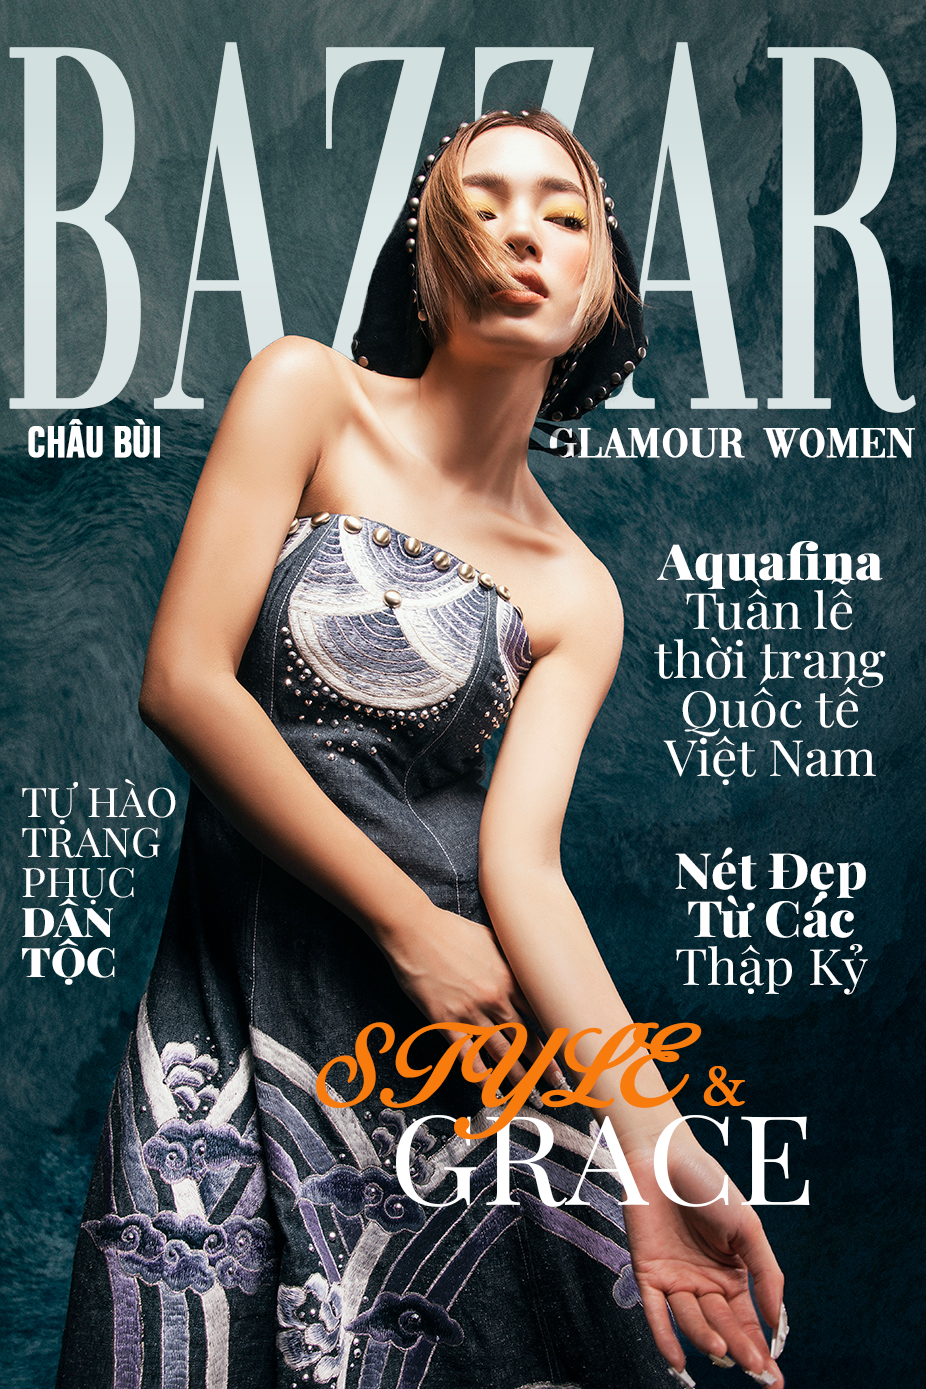 BAZZAR
CHÂU BÙI
GLAMOUR WOMEN
Aquafina
Tuần lễ
thời trang
Quốc tế
Việt Nam
TỰ HÀO
TRANG
PHỤC
DÂN
TỘC
Nét Đẹp
Từ Các
Thập Kỷ
STYLE &
GRACE